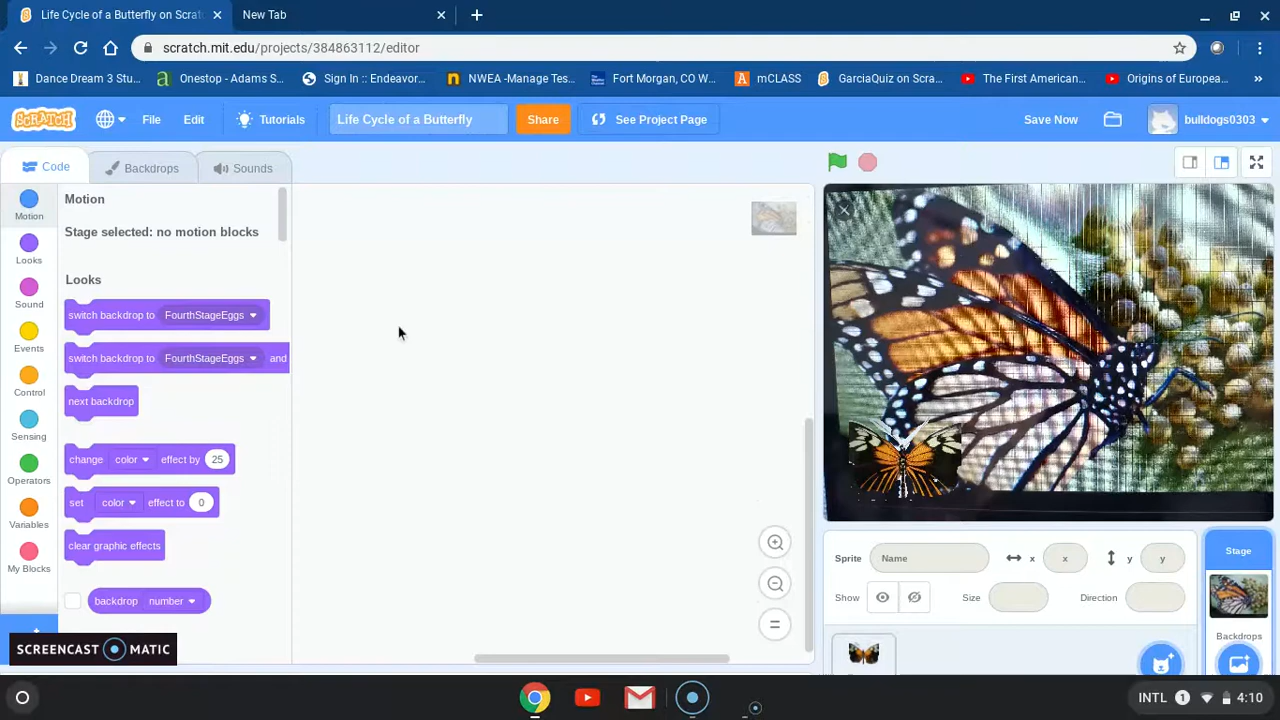 Life Cycle of a Butterfly on Scrat
New Tab
scratch.mit.edu/projects/384863112/editor
Dance Dream 3 Stu...
Onestop - Adams S...
Sign In :: Endeavor...
NWEA -Manage Tes...
Fort Morgan, CO W...
mCLASS
GarciaQuiz on Scra...
The First American...
Origins of European...
SCRATCH
File
Edit
Tutorials
Life Cycle of a Butterfly
Share
See Project Page
Save Now
bulldogs0303
Code
Backdrops
Sounds
Motion
Looks
Sound
Events
Control
Sensing
Operators
Variables
My Blocks
Motion
Stage selected: no motion blocks
Looks
switch backdrop to FourthStageEggs
switch backdrop to FourthStageEggs and
next backdrop
change color effect by 25
set color effect to 0
clear graphic effects
backdrop number
Sprite Name x x y y
Show Size Direction
Stage
Backdrops
SCREENCAST MATIC
INTL 1 4:10